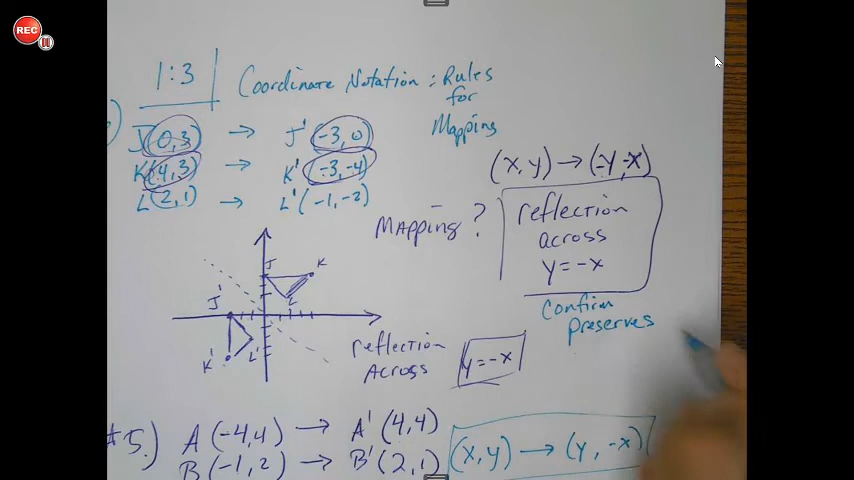 REC
1:3 Coordinate Notation : Rules
for
Mapping
J(0,3) → J'(-3,0)
K(4,3) → K'(-3,-4)
L(2,1) → L'(-1,-2)
(x,y) → (-y,-x)
Mapping?
reflection
across
y=-x
Confirm
preserves
J K
L
J'
K' L'
reflection
Across
y=-x
#5.) A(-4,4) → A'(4,4)
B(-1,2) → B'(2,1)
(x,y) → (y,-x)